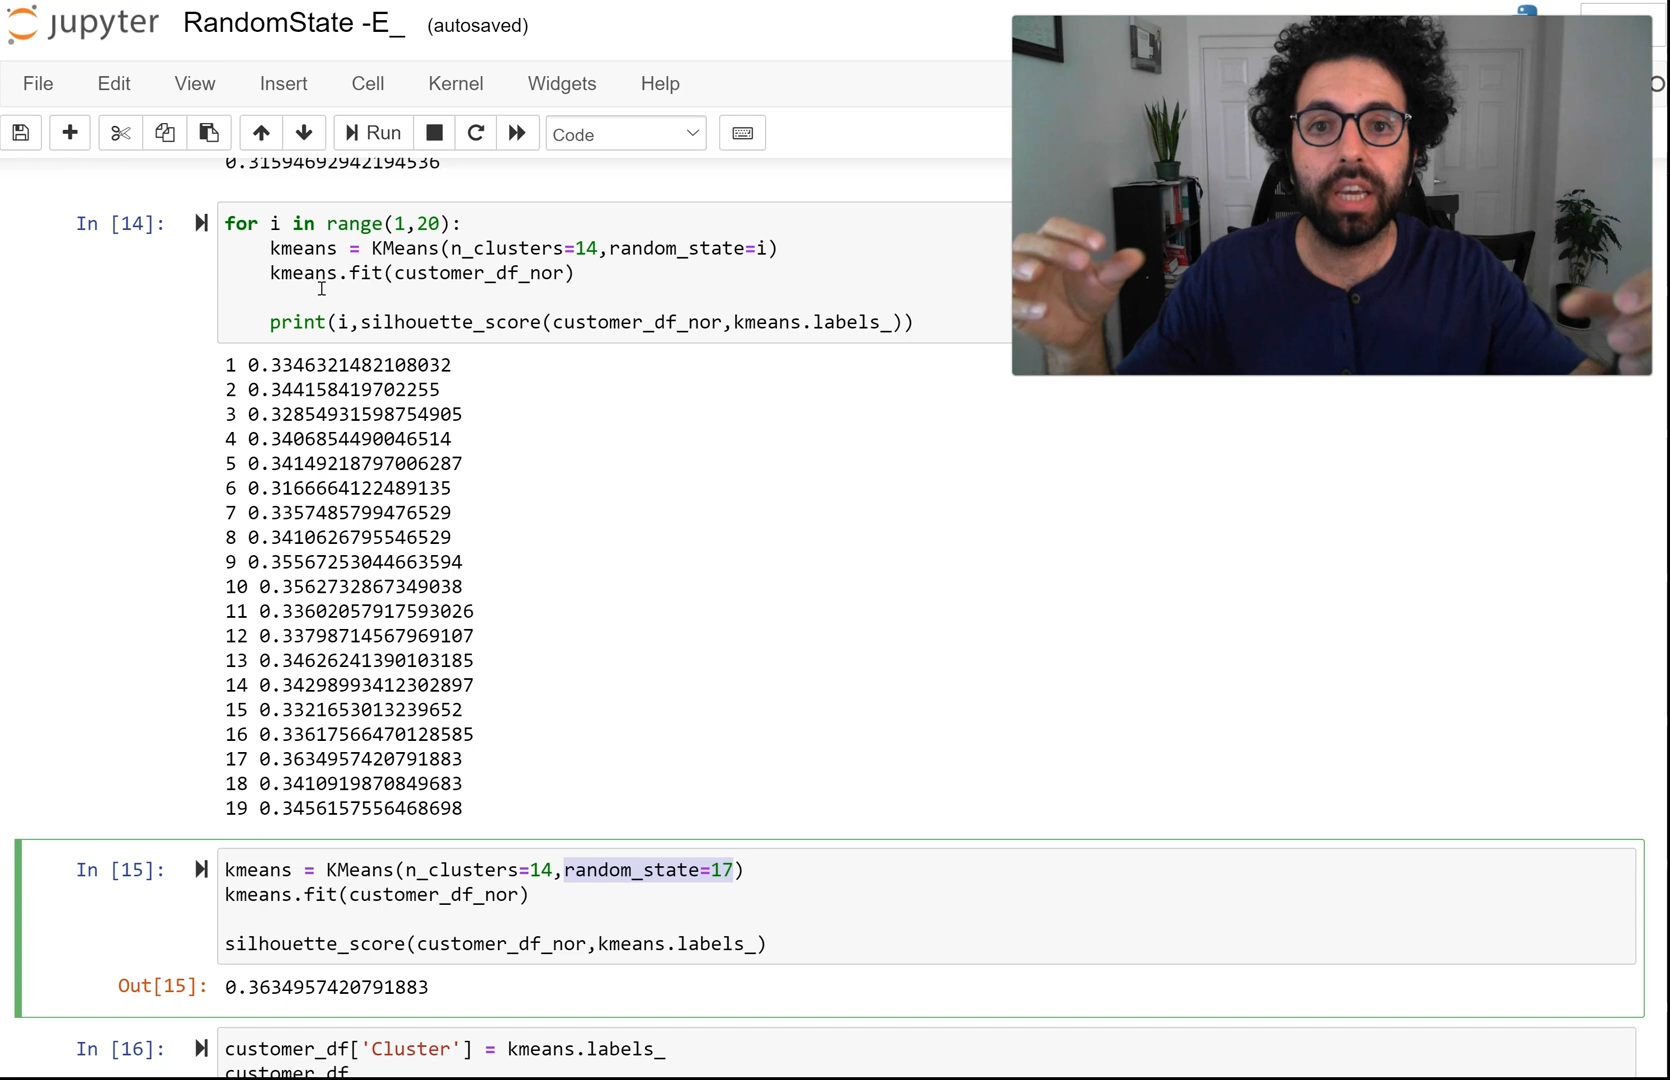 jupyter RandomState -E_ (autosaved)
File Edit View Insert Cell Kernel Widgets Help
Run Code
0.31594692942194536
In [14]: for i in range(1,20):
kmeans = KMeans(n_clusters=14,random_state=i)
kmeans.fit(customer_df_nor)
print(i,silhouette_score(customer_df_nor,kmeans.labels_))
1 0.3346321482108032
2 0.344158419702255
3 0.32854931598754905
4 0.3406854490046514
5 0.34149218797006287
6 0.3166664122489135
7 0.3357485799476529
8 0.3410626795546529
9 0.35567253044663594
10 0.3562732867349038
11 0.33602057917593026
12 0.33798714567969107
13 0.34626241390103185
14 0.34298993412302897
15 0.3321653013239652
16 0.33617566470128585
17 0.3634957420791883
18 0.3410919870849683
19 0.3456157556468698
In [15]: kmeans = KMeans(n_clusters=14,random_state=17)
kmeans.fit(customer_df_nor)
silhouette_score(customer_df_nor,kmeans.labels_)
Out[15]: 0.3634957420791883
In [16]: customer_df['Cluster'] = kmeans.labels_
customer_df